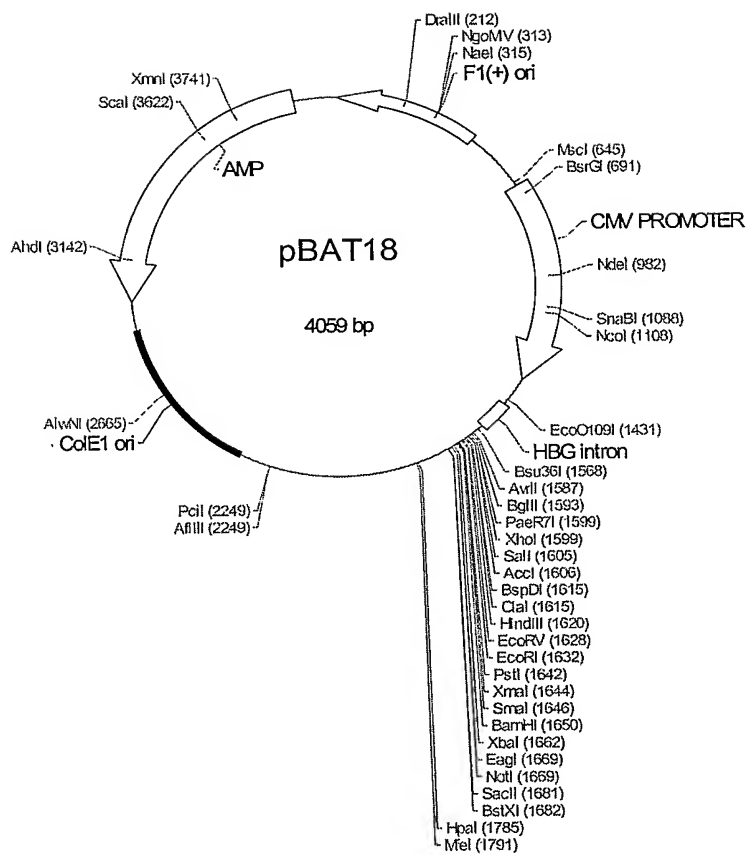 DraIII (212)
NgoMV (313)
NaeI (315)
F1(+) ori
XmnI (3741)
ScaI (3622)
AMP
MscI (645)
BsrGI (691)
CMV PROMOTER
pBAT18
AhdI (3142)
NdeI (982)
4059 bp
SnaBI (1088)
NcoI (1108)
AlwNI (2665)
ColE1 ori
EcoO109I (1431)
HBG intron
Bsu36I (1568)
AvrII (1587)
BglII (1593)
PciI (2249)
AflIII (2249)
PaeR7I (1599)
XhoI (1599)
SalI (1605)
AccI (1606)
BspDI (1615)
ClaI (1615)
HindIII (1620)
EcoRV (1628)
EcoRI (1632)
PstI (1642)
XmaI (1644)
SmaI (1646)
BamHI (1650)
XbaI (1662)
EagI (1669)
NotI (1669)
SacII (1681)
BstXI (1682)
HpaI (1785)
MfeI (1791)